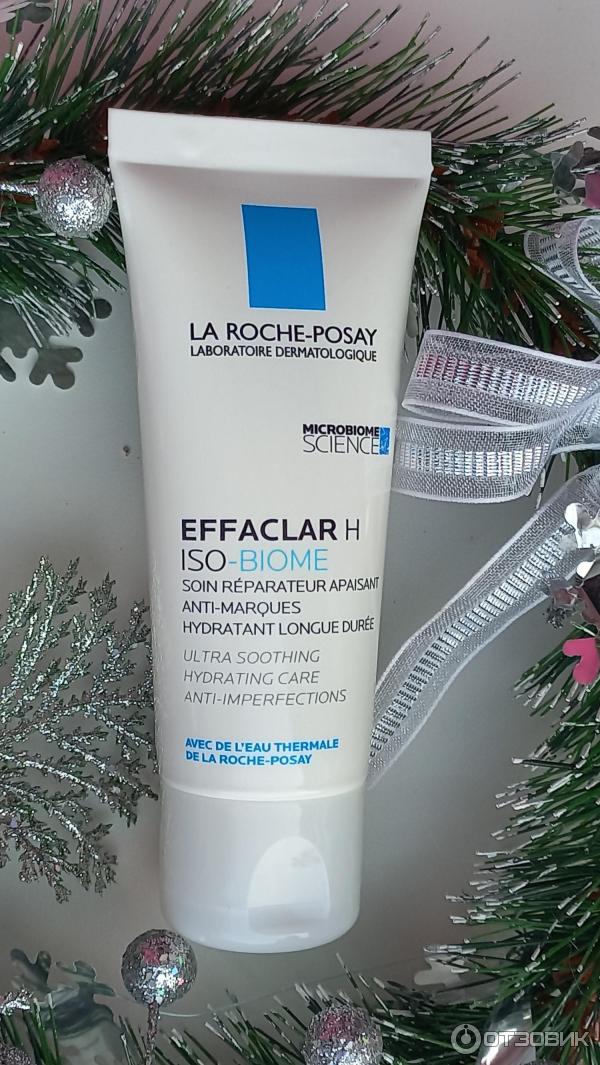 LA ROCHE-POSAY
LABORATOIRE DERMATOLOGIQUE
MICROBIOME
SCIENCE
EFFACLAR H
ISO-BIOME
SOIN RÉPARATEUR APAISANT
ANTI-MARQUES
HYDRATANT LONGUE DURÉE
ULTRA SOOTHING
HYDRATING CARE
ANTI-IMPERFECTIONS
AVEC DE L'EAU THERMALE
DE LA ROCHE-POSAY
ОТЗОВИК